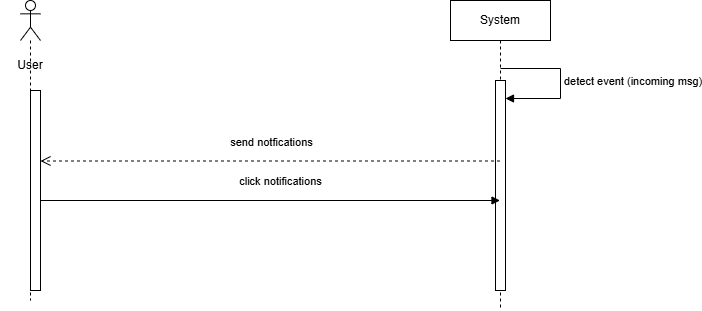 System
User
detect event (incoming msg)
send notfications
click notifications